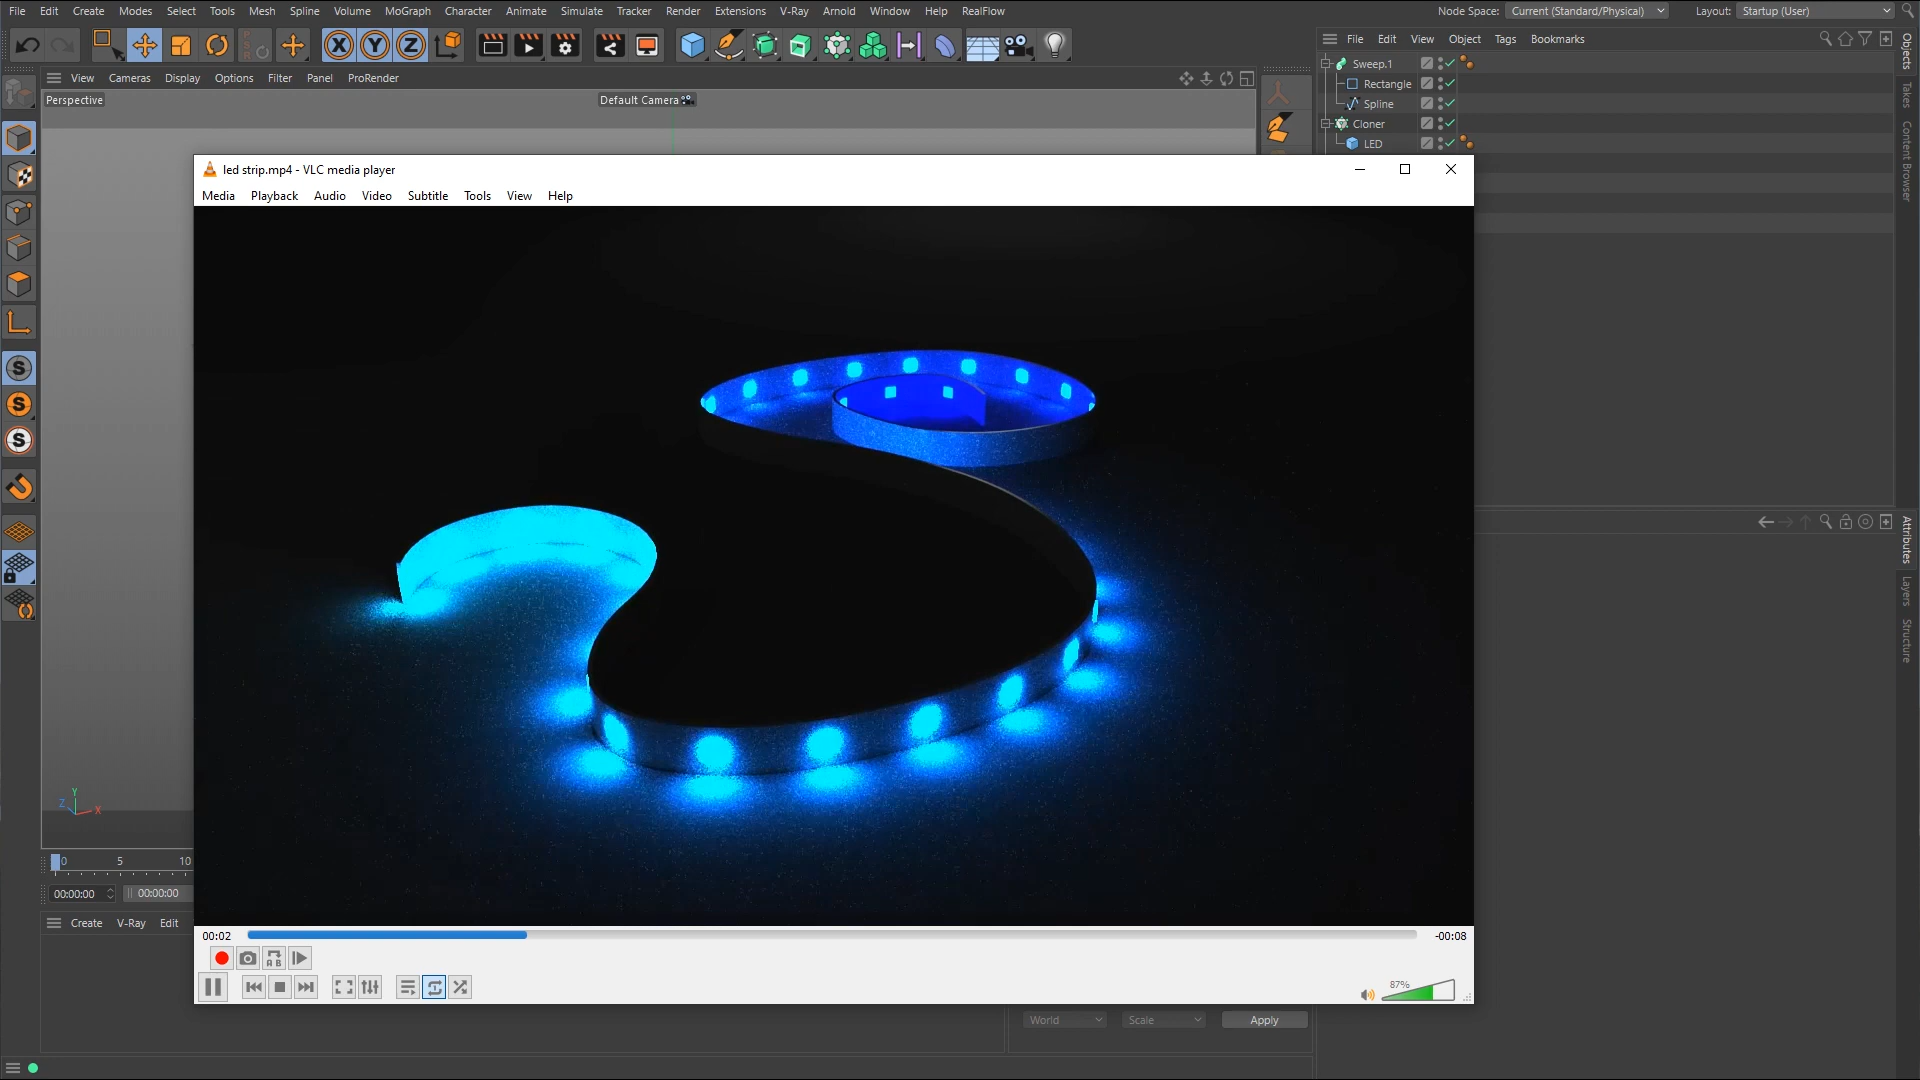 File Edit Create Modes Select Tools Mesh Spline Volume MoGraph Character Animate Simulate Tracker Render Extensions V-Ray Arnold Window Help RealFlow
Node Space: Current (Standard/Physical) Layout: Startup (User)
X Y Z
File Edit View Object Tags Bookmarks
View Cameras Display Options Filter Panel ProRender
Perspective
Default Camera
Sweep.1
Rectangle
Spline
Cloner
LED
Objects
Takes
Content Browser
led strip.mp4 - VLC media player
Media Playback Audio Video Subtitle Tools View Help
S
S
S
Attributes
Layers
Structure
Y
Z
X
0 5 10
00:00:00 00:00:00
Create V-Ray Edit
00:02 -00:08
A B
87%
World Scale Apply